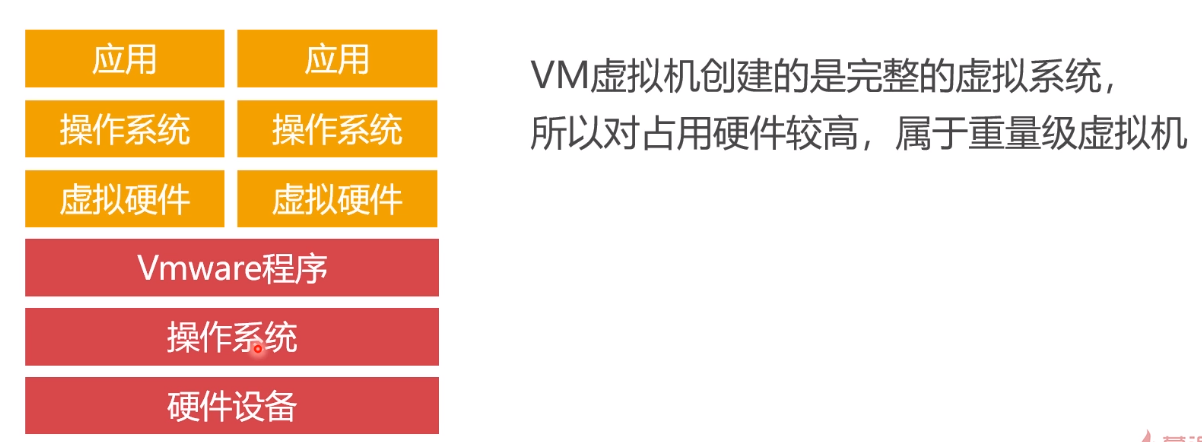 应用 应用
操作系统 操作系统
虚拟硬件 虚拟硬件
Vmware程序
操作系统
硬件设备
VM虚拟机创建的是完整的虚拟系统，
所以对占用硬件较高，属于重量级虚拟机